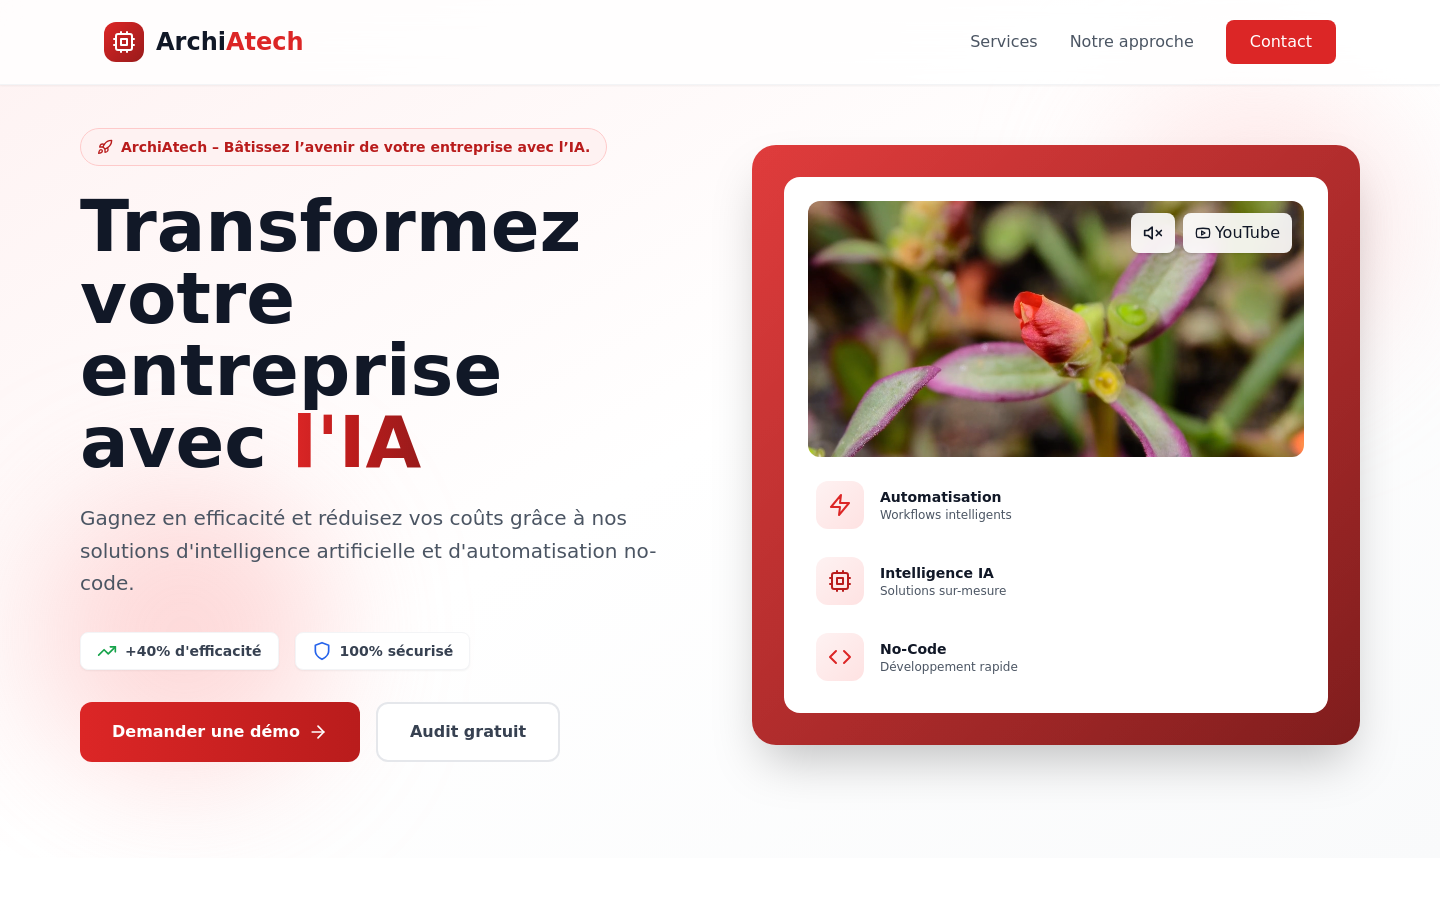 ArchiAtech
Services
Notre approche
Contact
ArchiAtech – Bâtissez l’avenir de votre entreprise avec l’IA.
Transformez
votre
entreprise
avec l'IA
Gagnez en efficacité et réduisez vos coûts grâce à nos
solutions d'intelligence artificielle et d'automatisation no-
code.
+40% d'efficacité
100% sécurisé
Demander une démo
Audit gratuit
YouTube
Automatisation
Workflows intelligents
Intelligence IA
Solutions sur-mesure
No-Code
Développement rapide